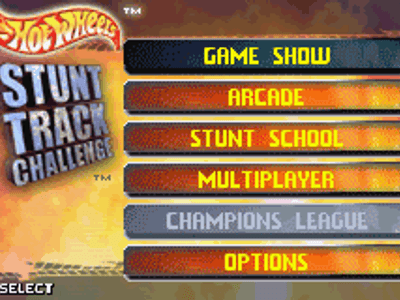 HOT WHEELS
TM
STUNT
TRACK
CHALLENGE
TM
GAME SHOW
ARCADE
STUNT SCHOOL
MULTIPLAYER
CHAMPIONS LEAGUE
OPTIONS
SELECT